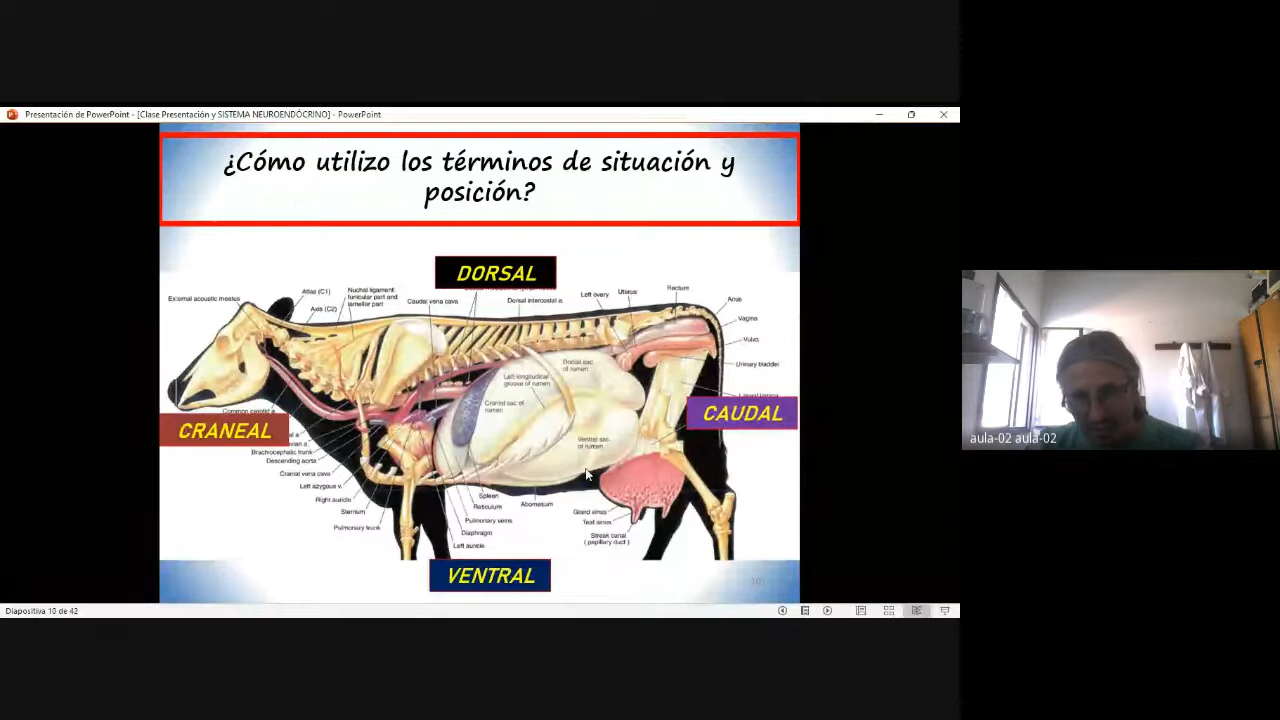 Presentación de PowerPoint - [Clase Presentación y SISTEMA NEUROENDÓCRINO] - PowerPoint
¿Cómo utilizo los términos de situación y
posición?
DORSAL
External acoustic meatus
Atlas (C1)
Axis (C2)
Nuchal ligament:
funicular part and
lamellar part
Caudal vena cava
Dorsal intercostal a.
Left ovary
Uterus
Rectum
Anus
Vagina
Vulva
Urinary bladder
Dorsal sac
of rumen
Left longitudinal
groove of rumen
Cranial sac of
rumen
Ventral sac
of rumen
CAUDAL
Common carotid a
CRANEAL
Brachiocephalic trunk
Descending aorta
Cranial vena cava
Left azygous v.
Right auricle
Sternum
Pulmonary trunk
Spleen
Reticulum
Pulmonary veins
Diaphragm
Left auricle
Abomasum
Gland sinus
Teat sinus
Streak canal
( papillary duct )
VENTRAL
10
Diapositiva 10 de 42
aula-02 aula-02